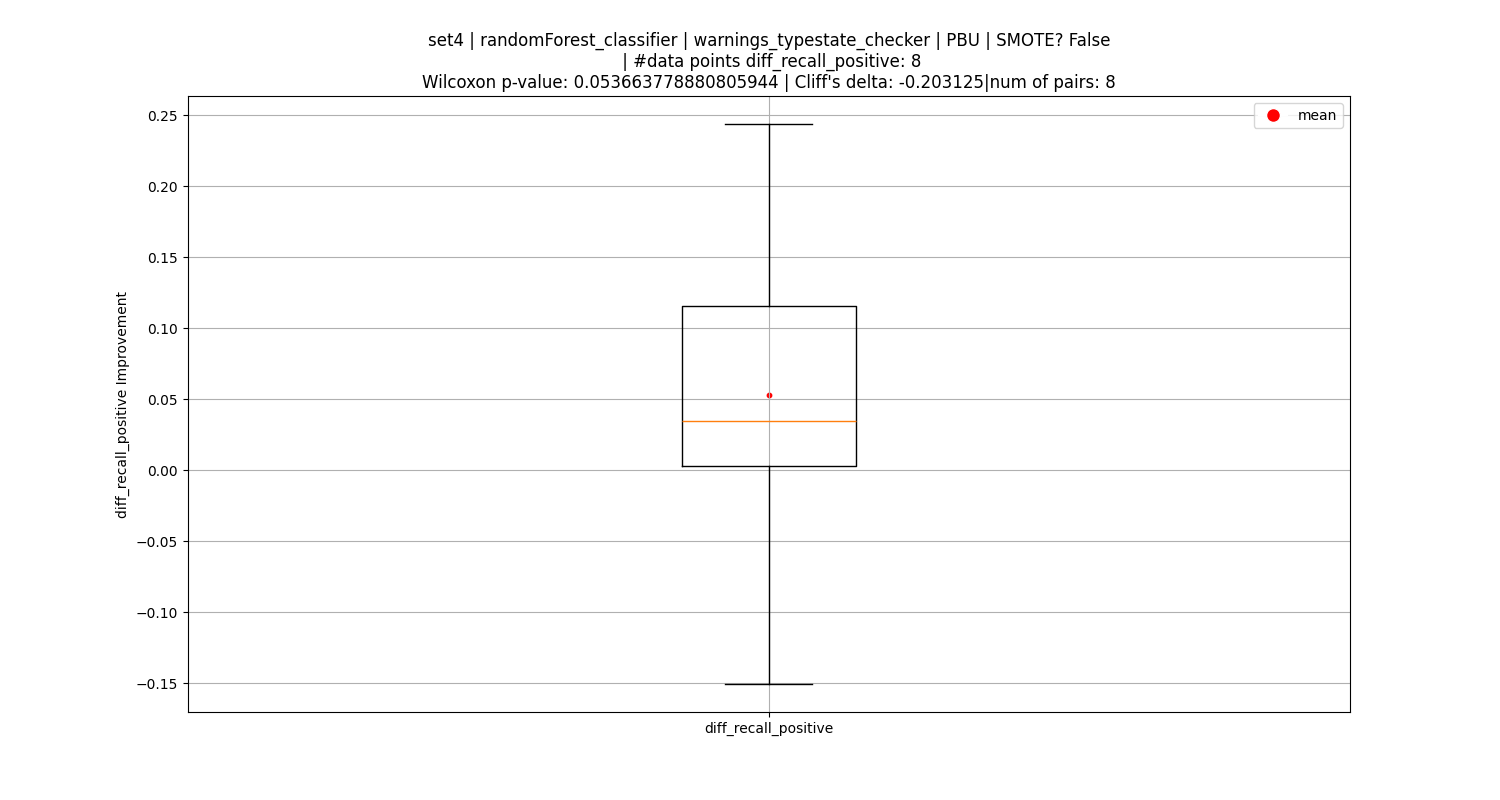 set4 | randomForest_classifier | warnings_typestate_checker | PBU | SMOTE? False
| #data points diff_recall_positive: 8
Wilcoxon p-value: 0.053663778880805944 | Cliff's delta: -0.203125|num of pairs: 8
mean
0.25
0.20
0.15
0.10
0.05
0.00
−0.05
−0.10
−0.15
diff_recall_positive Improvement
diff_recall_positive